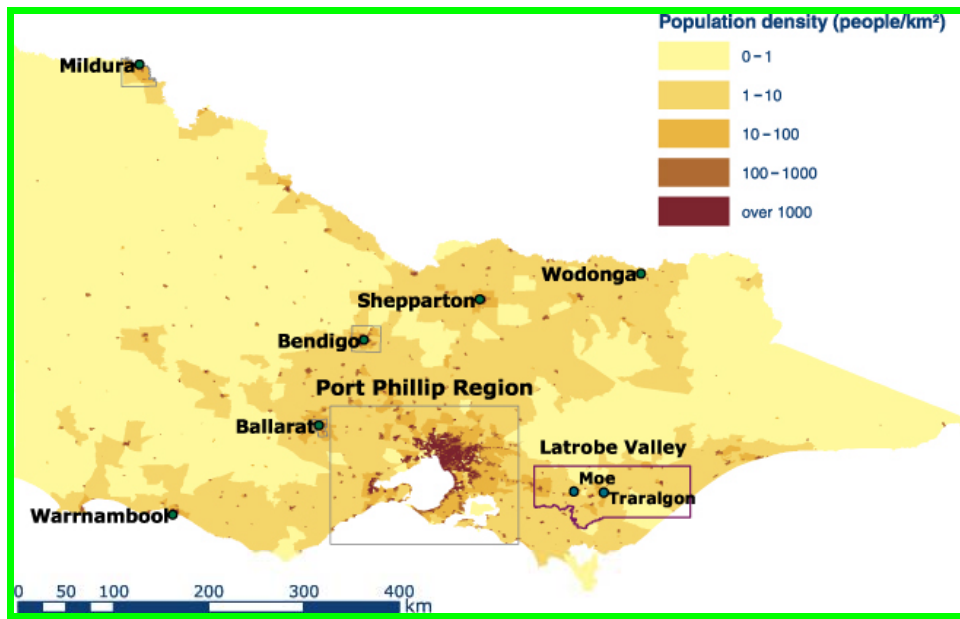 Population density (people/km²)
0-1
1-10
10-100
100-1000
over 1000
Mildura
Wodonga
Shepparton
Bendigo
Port Phillip Region
Ballarat
Latrobe Valley
Moe
Traralgon
Warrnambool
0 50 100 200 300 400
km